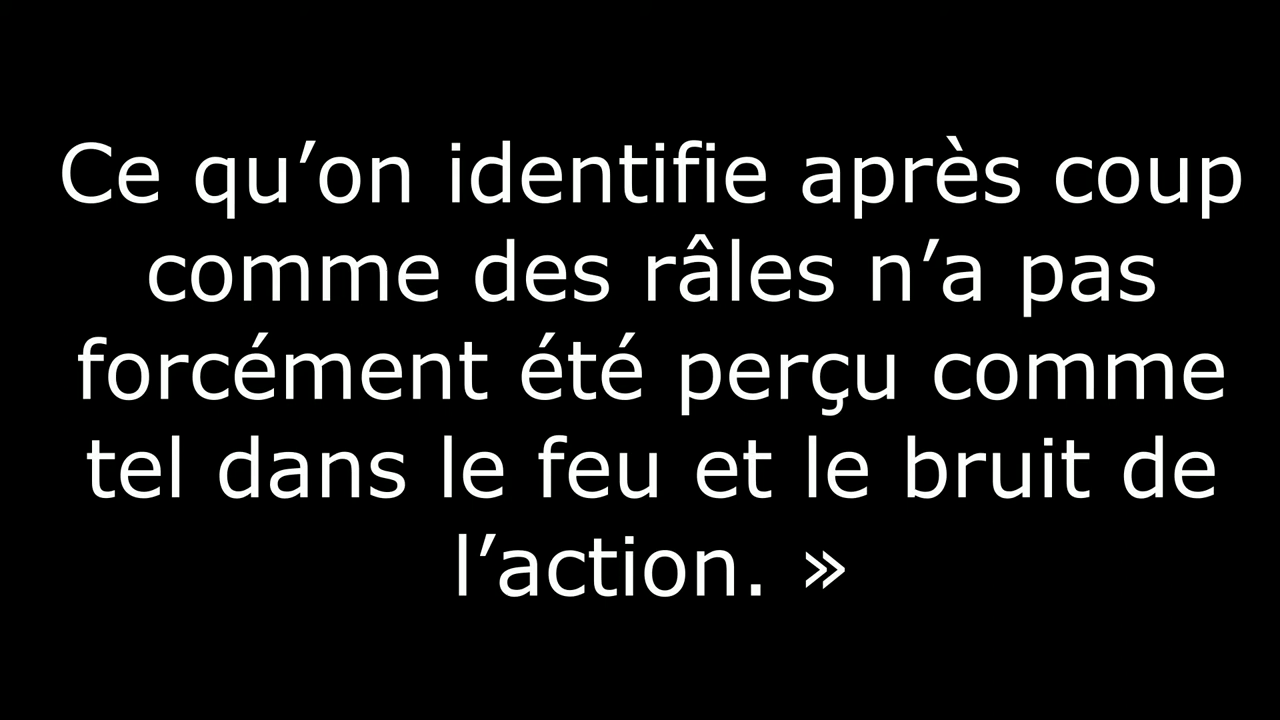 Ce qu’on identifie après coup
comme des râles n’a pas
forcément été perçu comme
tel dans le feu et le bruit de
l’action. »